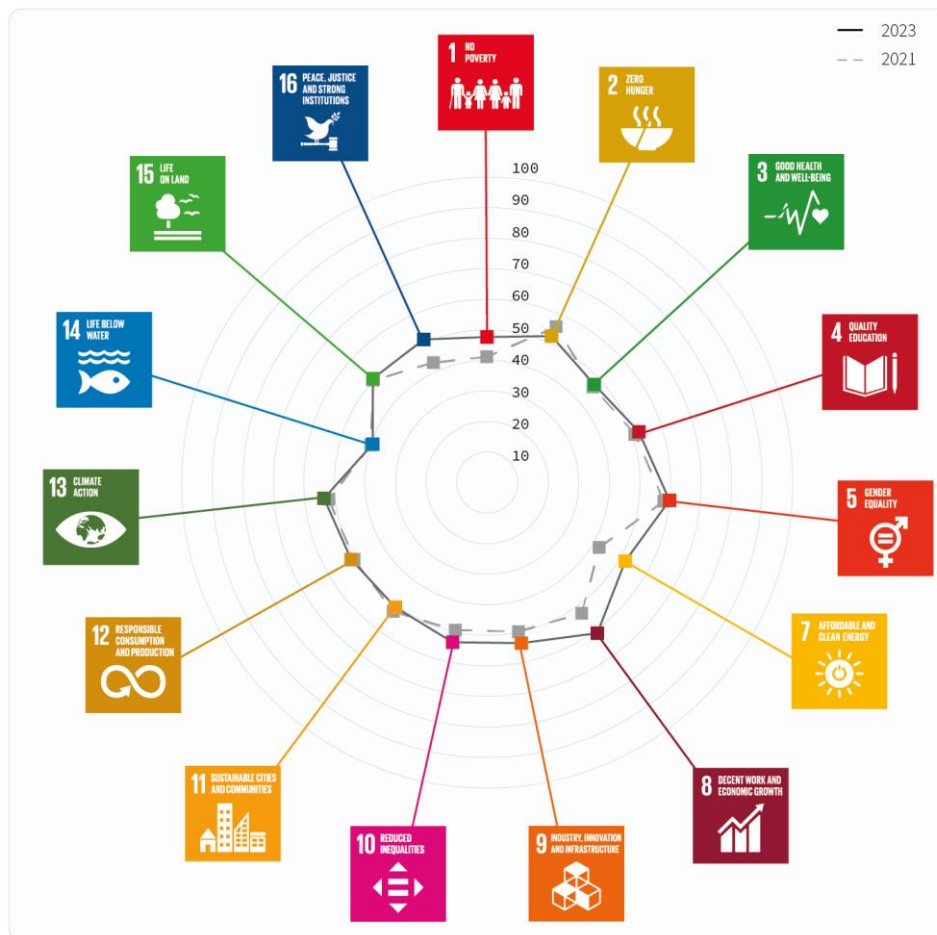 2023
2021
1 NO
POVERTY
2 ZERO
HUNGER
3 GOOD HEALTH
AND WELL-BEING
4 QUALITY
EDUCATION
5 GENDER
EQUALITY
7 AFFORDABLE AND
CLEAN ENERGY
8 DECENT WORK AND
ECONOMIC GROWTH
9 INDUSTRY, INNOVATION
AND INFRASTRUCTURE
10 REDUCED
INEQUALITIES
11 SUSTAINABLE CITIES
AND COMMUNITIES
12 RESPONSIBLE
CONSUMPTION
AND PRODUCTION
13 CLIMATE
ACTION
14 LIFE BELOW
WATER
15 LIFE
ON LAND
16 PEACE, JUSTICE
AND STRONG
INSTITUTIONS
100
90
80
70
60
50
40
30
20
10